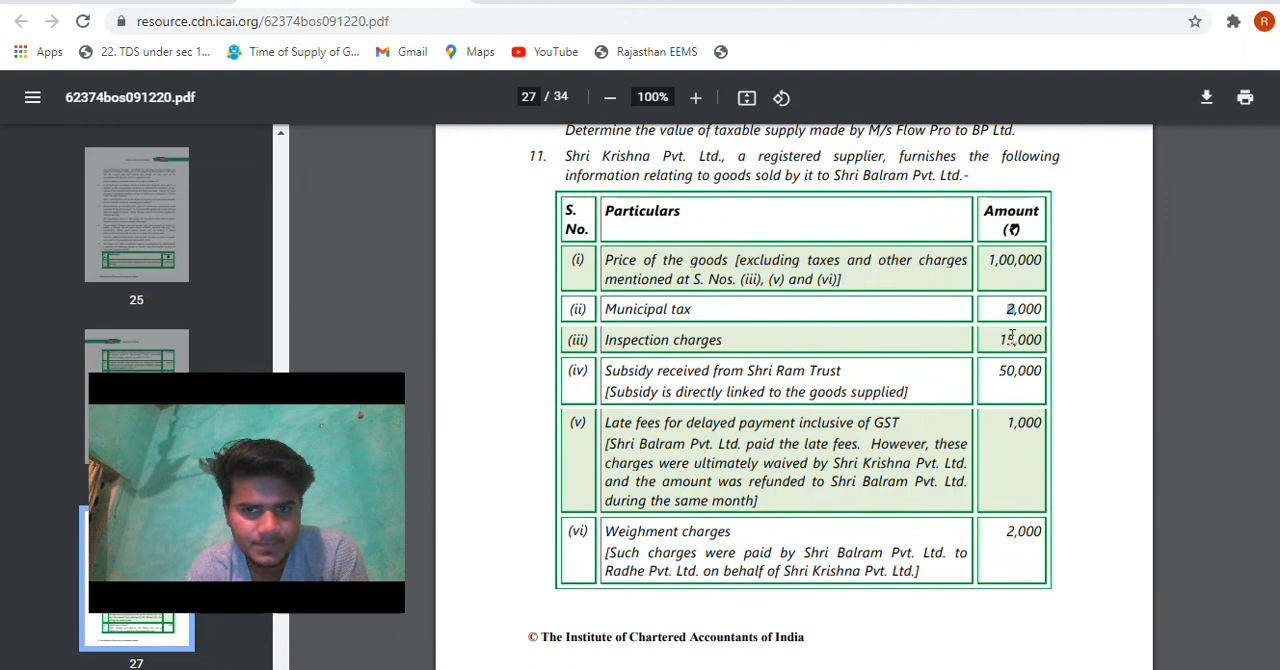 resource.cdn.icai.org/62374bos091220.pdf
R
Apps 22. TDS under sec 1... Time of Supply of G... Gmail Maps YouTube Rajasthan EEMS
62374bos091220.pdf 27 / 34 100%
25
27
Determine the value of taxable supply made by M/s Flow Pro to BP Ltd.
11. Shri Krishna Pvt. Ltd., a registered supplier, furnishes the following
information relating to goods sold by it to Shri Balram Pvt. Ltd.-
S. Particulars Amount
No. (₹)
(i) Price of the goods [excluding taxes and other charges 1,00,000
mentioned at S. Nos. (iii), (v) and (vi)]
(ii) Municipal tax 2,000
(iii) Inspection charges 15,000
(iv) Subsidy received from Shri Ram Trust 50,000
[Subsidy is directly linked to the goods supplied]
(v) Late fees for delayed payment inclusive of GST 1,000
[Shri Balram Pvt. Ltd. paid the late fees. However, these
charges were ultimately waived by Shri Krishna Pvt. Ltd.
and the amount was refunded to Shri Balram Pvt. Ltd.
during the same month]
(vi) Weighment charges 2,000
[Such charges were paid by Shri Balram Pvt. Ltd. to
Radhe Pvt. Ltd. on behalf of Shri Krishna Pvt. Ltd.]
© The Institute of Chartered Accountants of India